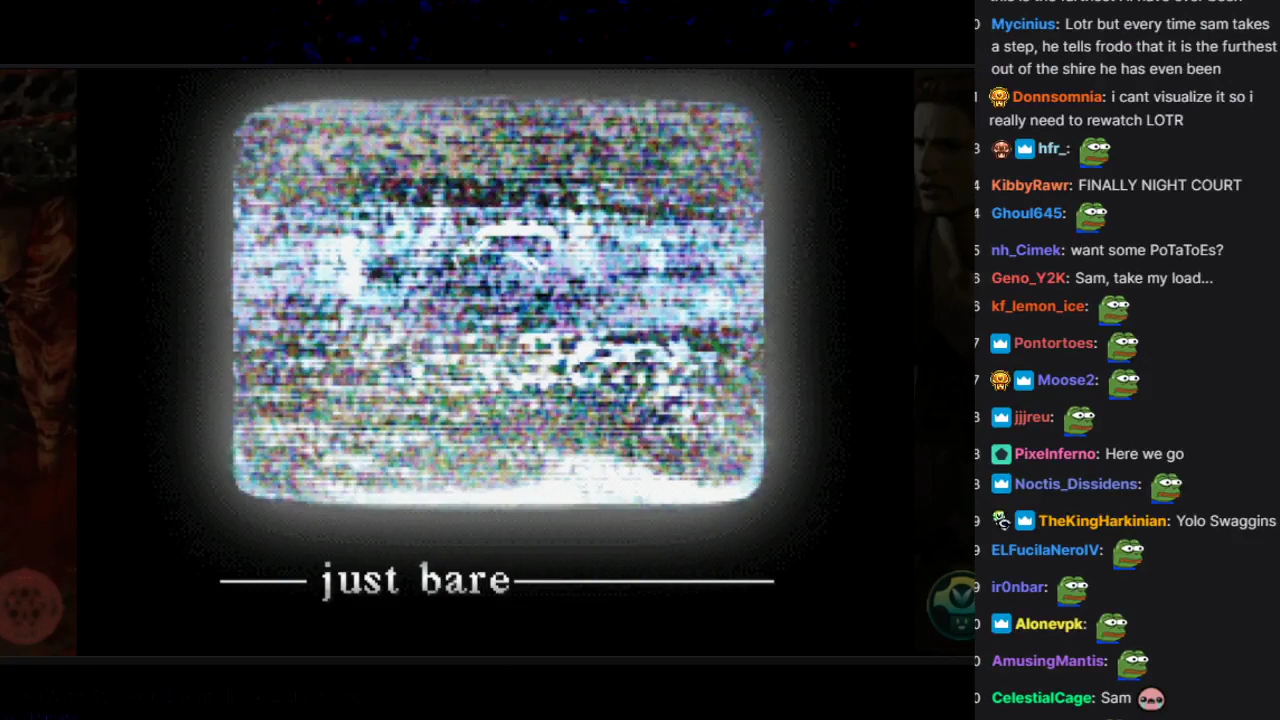 Mycinius: Lotr but every time sam takes
a step, he tells frodo that it is the furthest
out of the shire he has even been
Donnsomnia: i cant visualize it so i
really need to rewatch LOTR
hfr_:
KibbyRawr: FINALLY NIGHT COURT
Ghoul645:
nh_Cimek: want some PoTaToEs?
Geno_Y2K: Sam, take my load...
kf_lemon_ice:
Pontortoes:
Moose2:
jjjreu:
PixeInferno: Here we go
Noctis_Dissidens:
TheKingHarkinian: Yolo Swaggins
ELFucilaNeroIV:
ir0nbar:
Alonevpk:
AmusingMantis:
CelestialCage: Sam
just bare